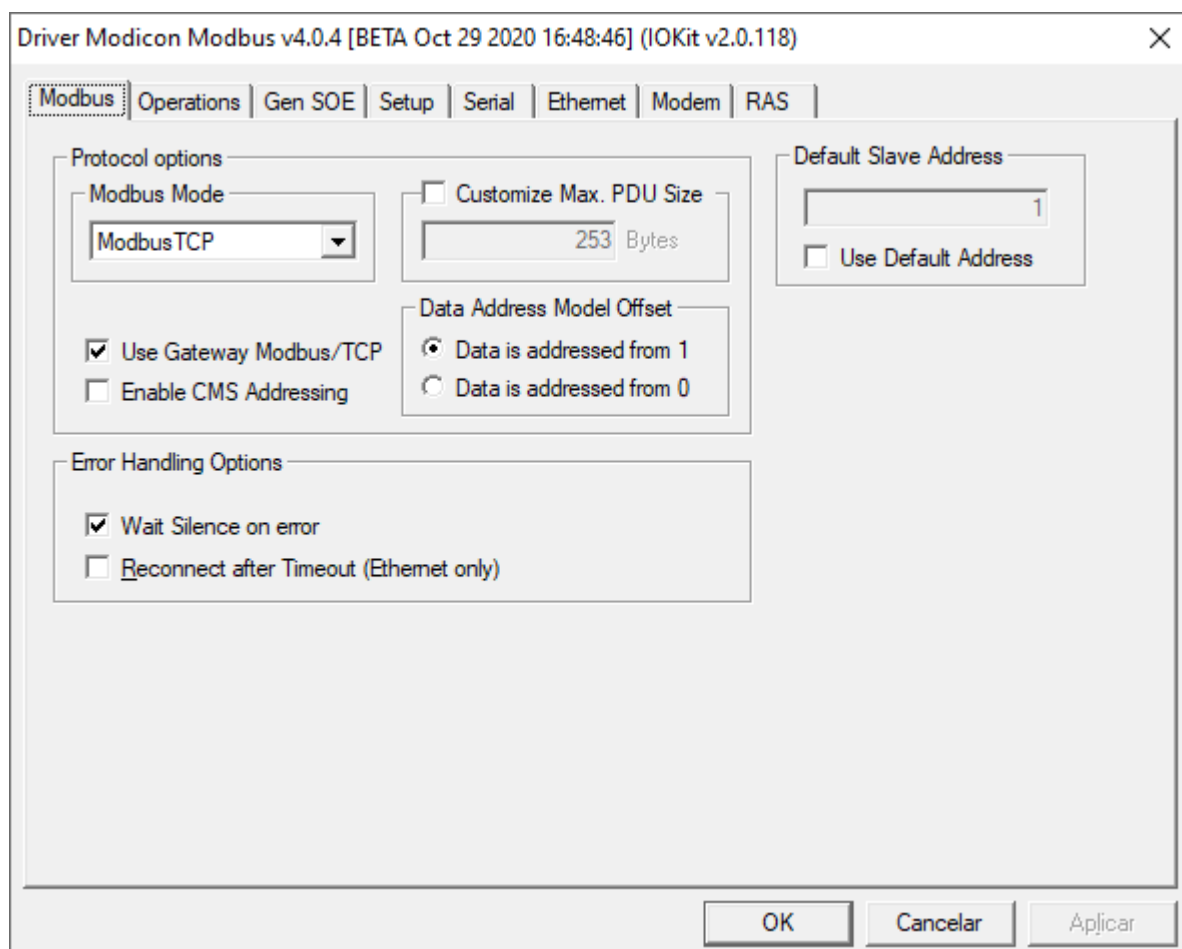 Driver Modicon Modbus v4.0.4 [BETA Oct 29 2020 16:48:46] (IOKit v2.0.118)
Modbus Operations Gen SOE Setup Serial Ethernet Modem RAS
Protocol options
Modbus Mode
ModbusTCP
Customize Max. PDU Size
253 Bytes
Use Gateway Modbus/TCP
Enable CMS Addressing
Data Address Model Offset
Data is addressed from 1
Data is addressed from 0
Default Slave Address
1
Use Default Address
Error Handling Options
Wait Silence on error
Reconnect after Timeout (Ethernet only)
OK Cancelar Aplicar